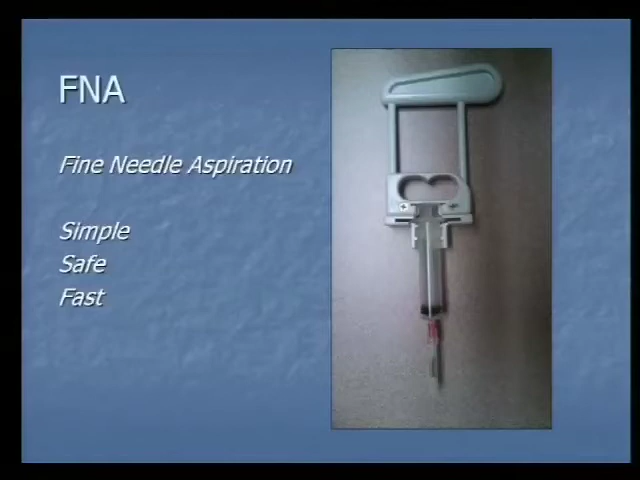 FNA
Fine Needle Aspiration
Simple
Safe
Fast